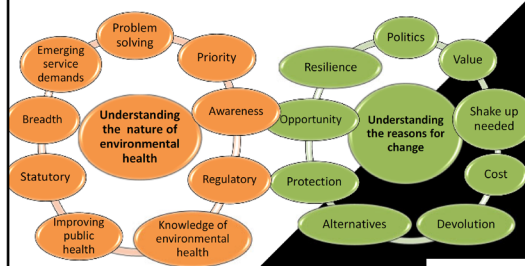 Problem
solving
Priority
Awareness
Regulatory
Knowledge of
environmental
health
Improving
public
health
Statutory
Breadth
Emerging
service
demands
Understanding
the nature of
environmental
health
Politics
Value
Shake up
needed
Cost
Devolution
Alternatives
Protection
Opportunity
Resilience
Understanding
the reasons for
change